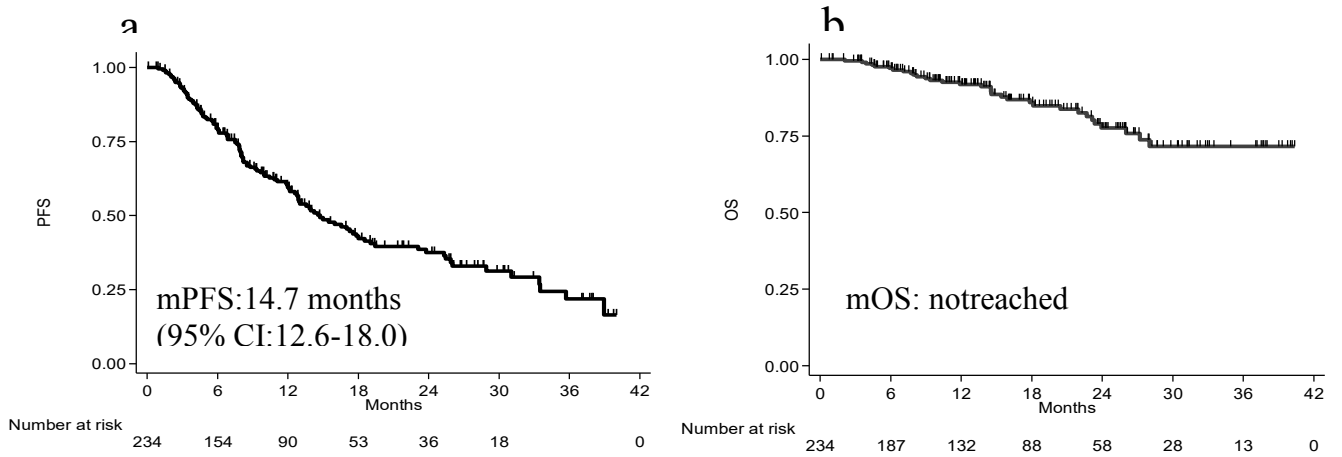 a
1.00
0.75
0.50
0.25
0.00
PFS
mPFS:14.7 months
(95% CI:12.6-18.0)
0 6 12 18 24 30 36 42
Months
Number at risk
234 154 90 53 36 18 0
b
1.00
0.75
0.50
0.25
0.00
OS
mOS: notreached
0 6 12 18 24 30 36 42
Months
Number at risk
234 187 132 88 58 28 13 0